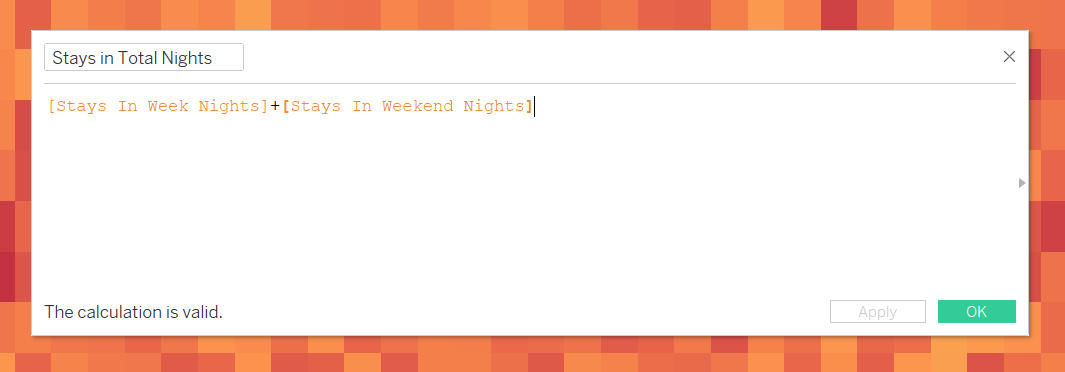 Stays in Total Nights
[Stays In Week Nights]+[Stays In Weekend Nights]
The calculation is valid.
Apply
OK